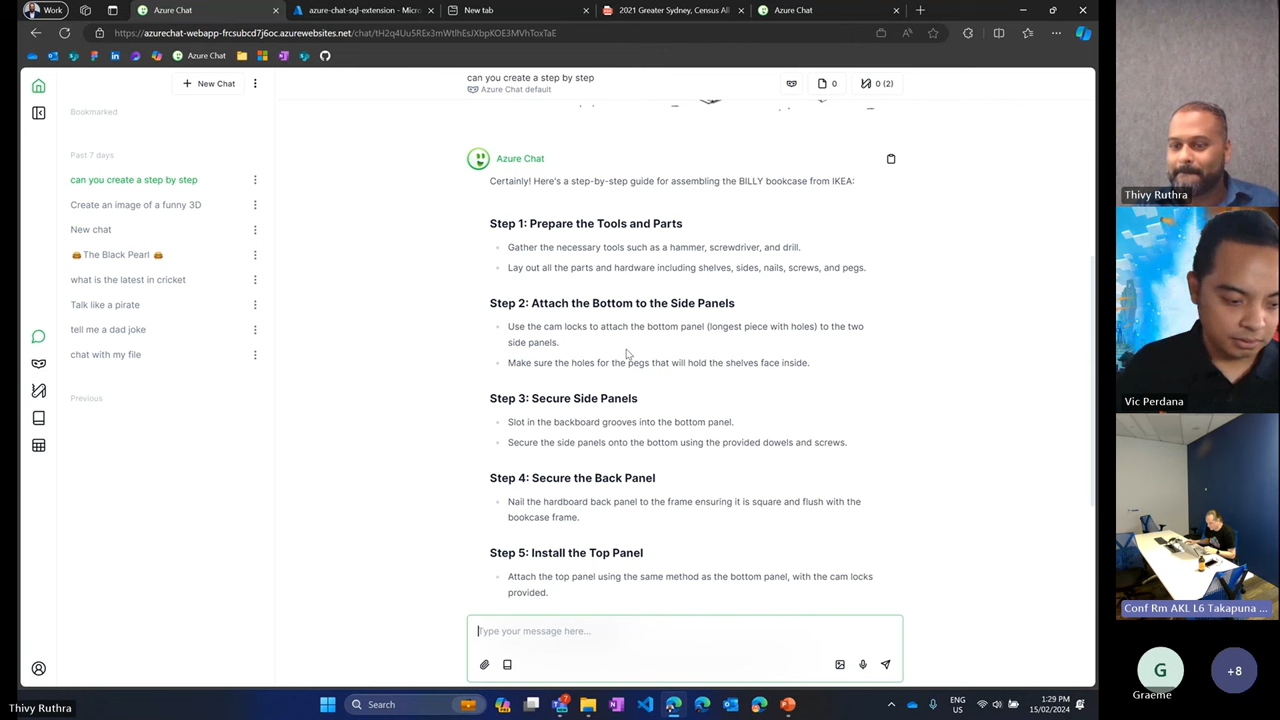 Work
Azure Chat
azure-chat-sql-extension - Micro
New tab
2021 Greater Sydney, Census All
Azure Chat
https://azurechat-webapp-frcsubcd7j6oc.azurewebsites.net/chat/
Azure Chat
New Chat
Bookmarked
Past 7 days
can you create a step by step
Create an image of a funny 3D
New chat
The Black Pearl
what is the latest in cricket
Talk like a pirate
tell me a dad joke
chat with my file
Previous
can you create a step by step
Azure Chat default
0
0 (2)
Azure Chat
Certainly! Here's a step-by-step guide for assembling the BILLY bookcase from IKEA:
Step 1: Prepare the Tools and Parts
Gather the necessary tools such as a hammer, screwdriver, and drill.
Lay out all the parts and hardware including shelves, sides, nails, screws, and pegs.
Step 2: Attach the Bottom to the Side Panels
Use the cam locks to attach the bottom panel (longest piece with holes) to the two
side panels.
Make sure the holes for the pegs that will hold the shelves face inside.
Step 3: Secure Side Panels
Slot in the backboard grooves into the bottom panel.
Secure the side panels onto the bottom using the provided dowels and screws.
Step 4: Secure the Back Panel
Nail the hardboard back panel to the frame ensuring it is square and flush with the
bookcase frame.
Step 5: Install the Top Panel
Attach the top panel using the same method as the bottom panel, with the cam locks
provided.
Type your message here...
Search
7
ENG
US
1:29 PM
15/02/2024
Thivy Ruthra
Thivy Ruthra
Vic Perdana
Conf Rm AKL L6 Takapuna ...
G
Graeme
+8